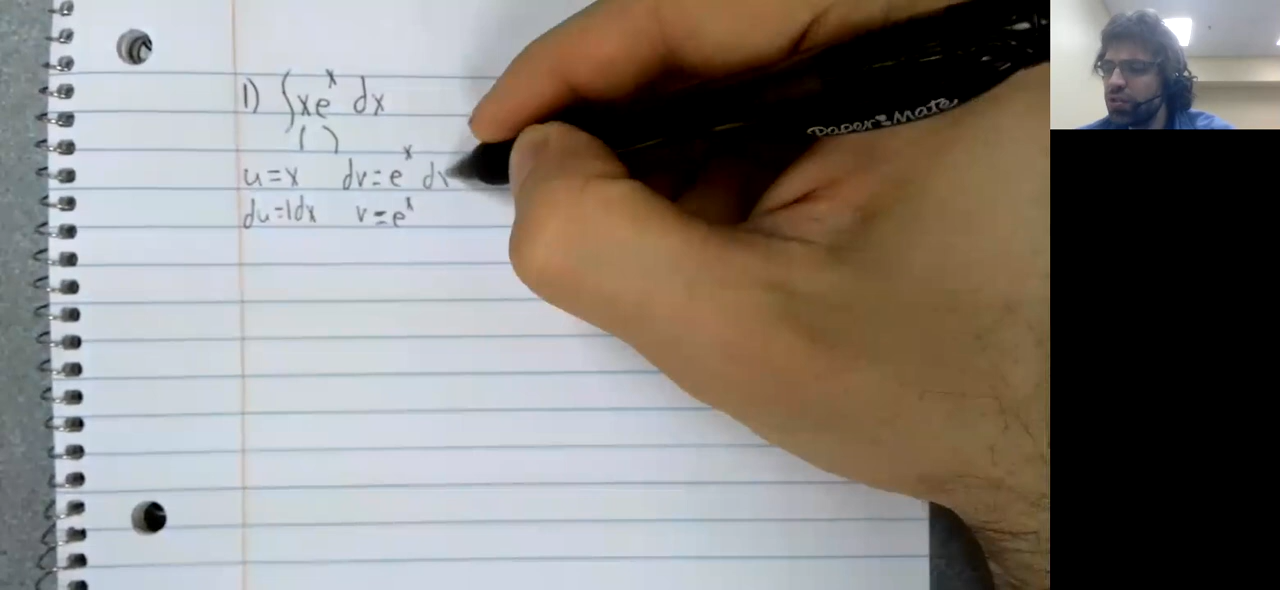 1) ∫xe^x dx
( )
u=x dv=e^x dx
du=1dx v=e^x
Paper Mate